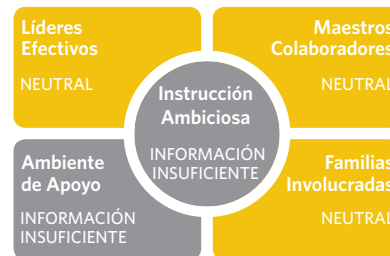 Líderes
Efectivos
NEUTRAL
Maestros
Colaboradores
NEUTRAL
Instrucción
Ambiciosa
INFORMACIÓN
INSUFICIENTE
Ambiente
de Apoyo
INFORMACIÓN
INSUFICIENTE
Familias
Involucradas
NEUTRAL